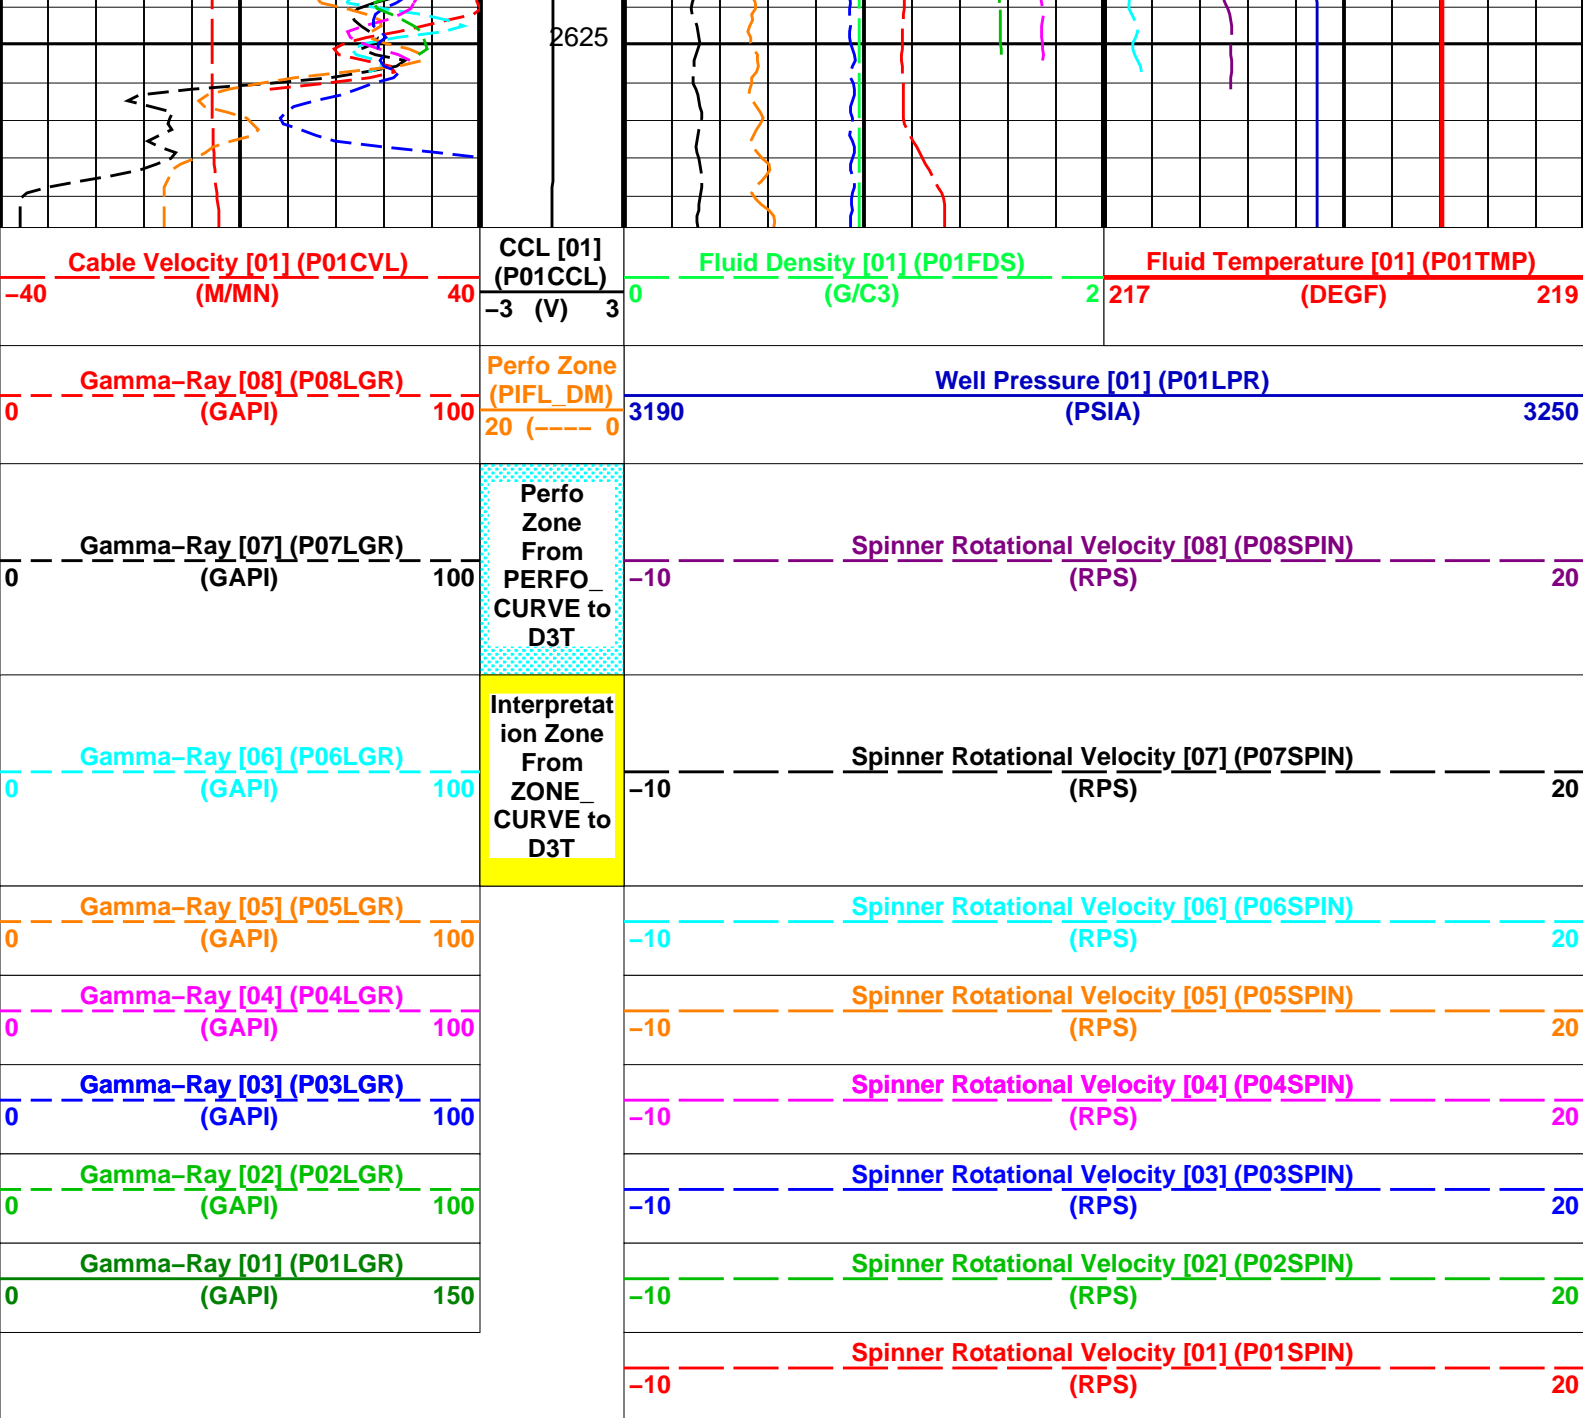 2625
Cable Velocity [01] (P01CVL)
−40 (M/MN) 40
CCL [01]
(P01CCL)
−3 (V) 3
Fluid Density [01] (P01FDS)
0 (G/C3) 2
Fluid Temperature [01] (P01TMP)
217 (DEGF) 219
Gamma−Ray [08] (P08LGR)
0 (GAPI) 100
Perfo Zone
(PIFL_DM)
20 (−−−− 0
Well Pressure [01] (P01LPR)
3190 (PSIA) 3250
Gamma−Ray [07] (P07LGR)
0 (GAPI) 100
Perfo
Zone
From
PERFO_
CURVE to
D3T
Spinner Rotational Velocity [08] (P08SPIN)
−10 (RPS) 20
Gamma−Ray [06] (P06LGR)
0 (GAPI) 100
Interpretat
ion Zone
From
ZONE_
CURVE to
D3T
Spinner Rotational Velocity [07] (P07SPIN)
−10 (RPS) 20
Gamma−Ray [05] (P05LGR)
0 (GAPI) 100
Spinner Rotational Velocity [06] (P06SPIN)
−10 (RPS) 20
Gamma−Ray [04] (P04LGR)
0 (GAPI) 100
Spinner Rotational Velocity [05] (P05SPIN)
−10 (RPS) 20
Gamma−Ray [03] (P03LGR)
0 (GAPI) 100
Spinner Rotational Velocity [04] (P04SPIN)
−10 (RPS) 20
Gamma−Ray [02] (P02LGR)
0 (GAPI) 100
Spinner Rotational Velocity [03] (P03SPIN)
−10 (RPS) 20
Gamma−Ray [01] (P01LGR)
0 (GAPI) 150
Spinner Rotational Velocity [02] (P02SPIN)
−10 (RPS) 20
Spinner Rotational Velocity [01] (P01SPIN)
−10 (RPS) 20